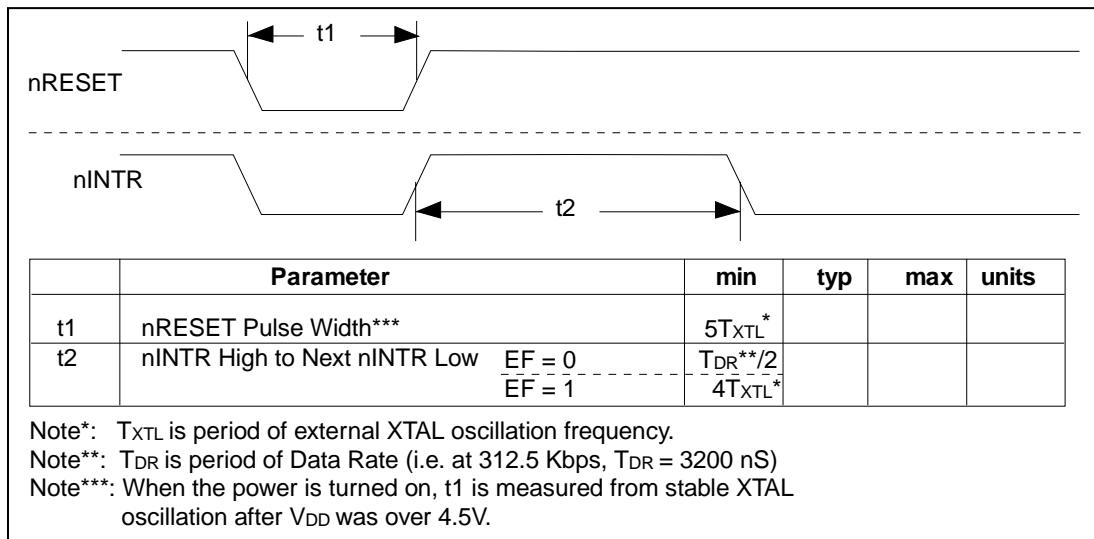 t1
nRESET
nINTR
t2
Parameter min typ max units
t1 nRESET Pulse Width*** 5TXTL*
t2 nINTR High to Next nINTR Low EF = 0 TDR**/2
EF = 1 4TXTL*
Note*: TXTL is period of external XTAL oscillation frequency.
Note**: TDR is period of Data Rate (i.e. at 312.5 Kbps, TDR = 3200 nS)
Note***: When the power is turned on, t1 is measured from stable XTAL
oscillation after VDD was over 4.5V.